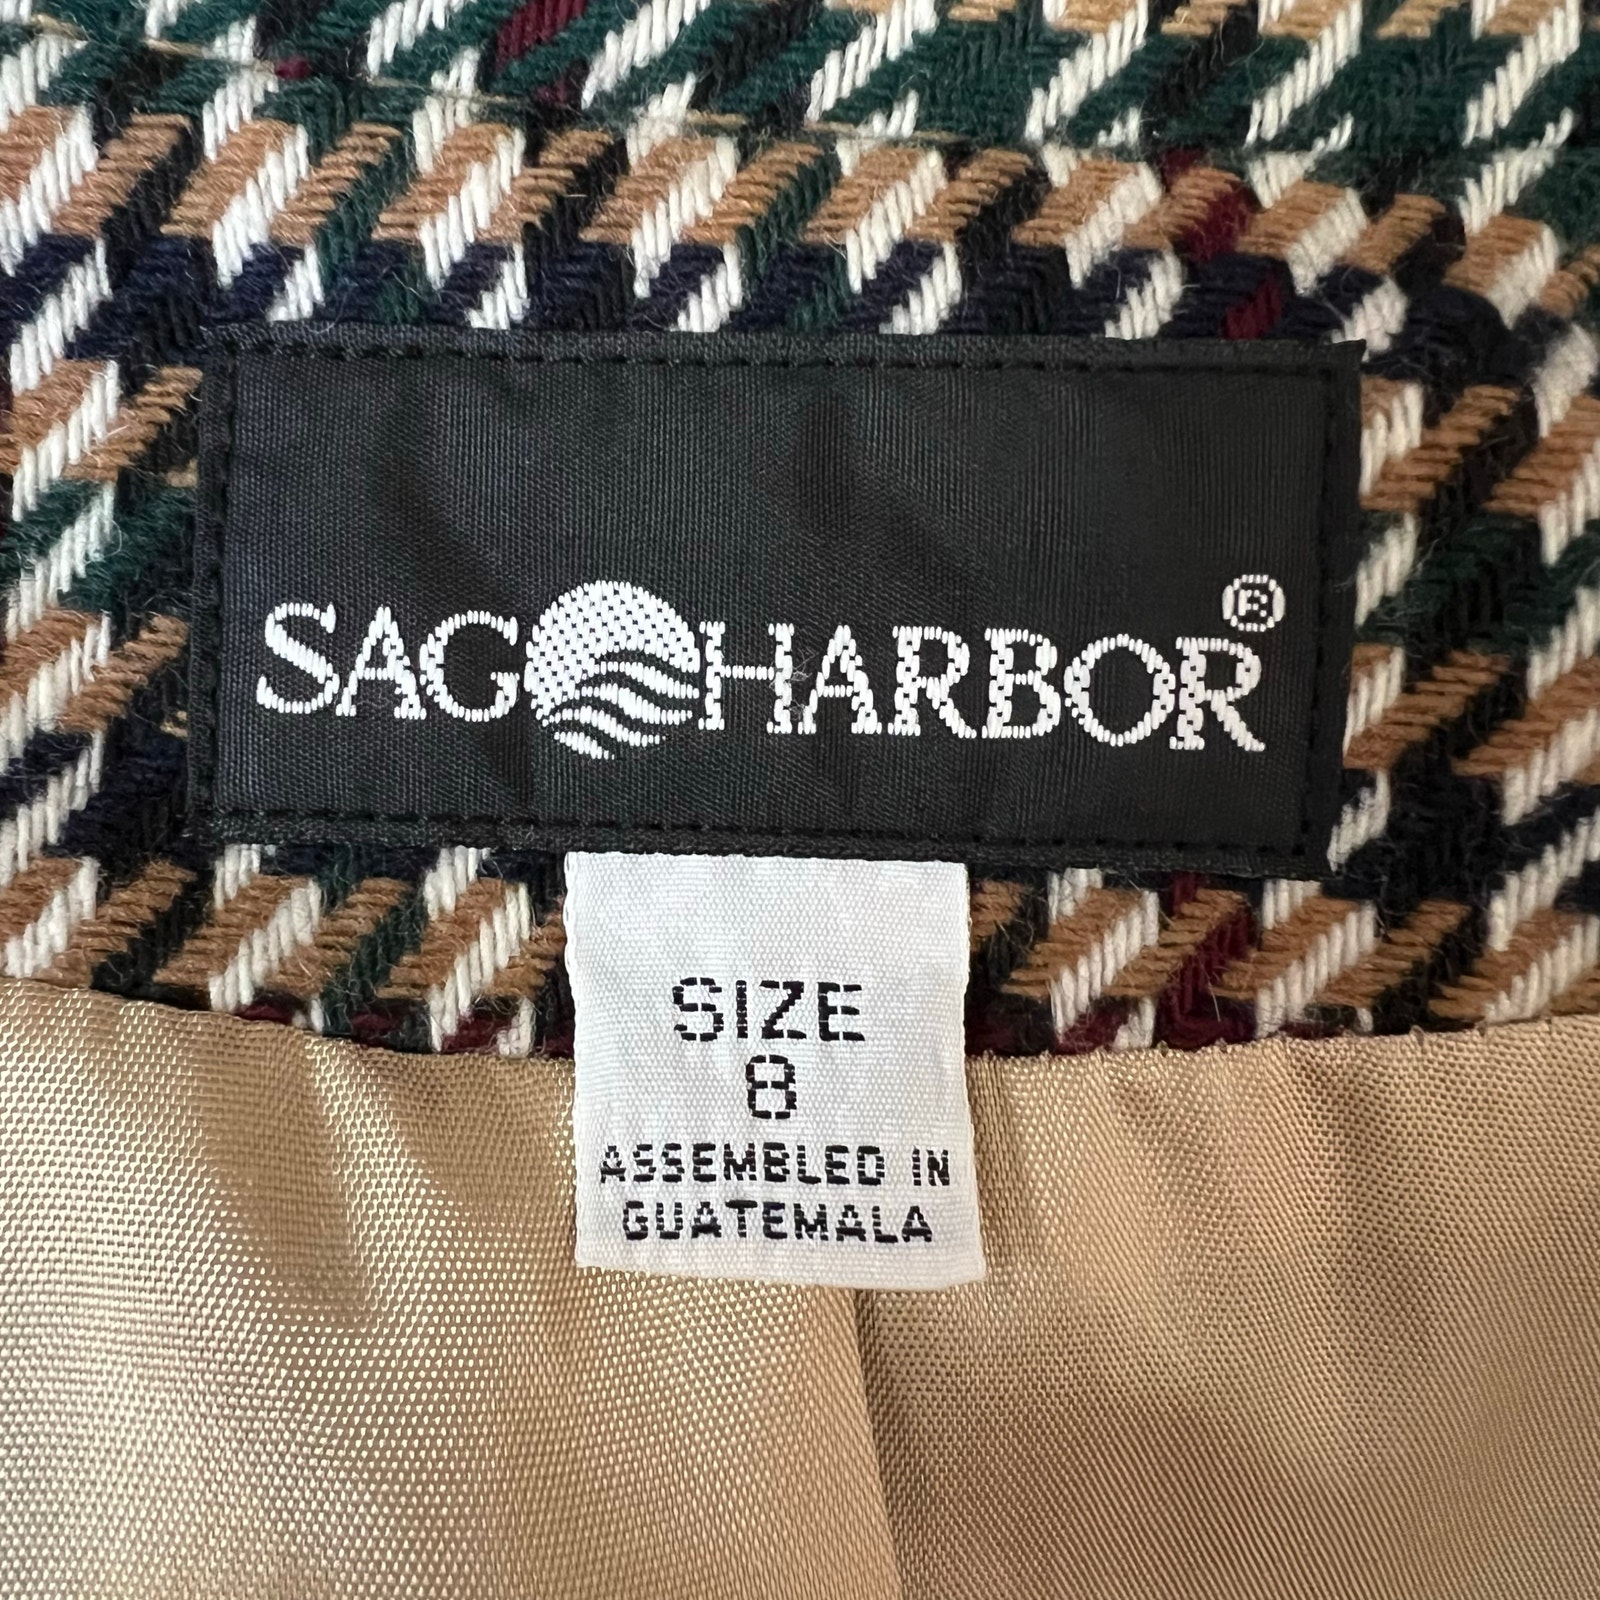 SAG HARBOR®
SIZE
8
ASSEMBLED IN
GUATEMALA